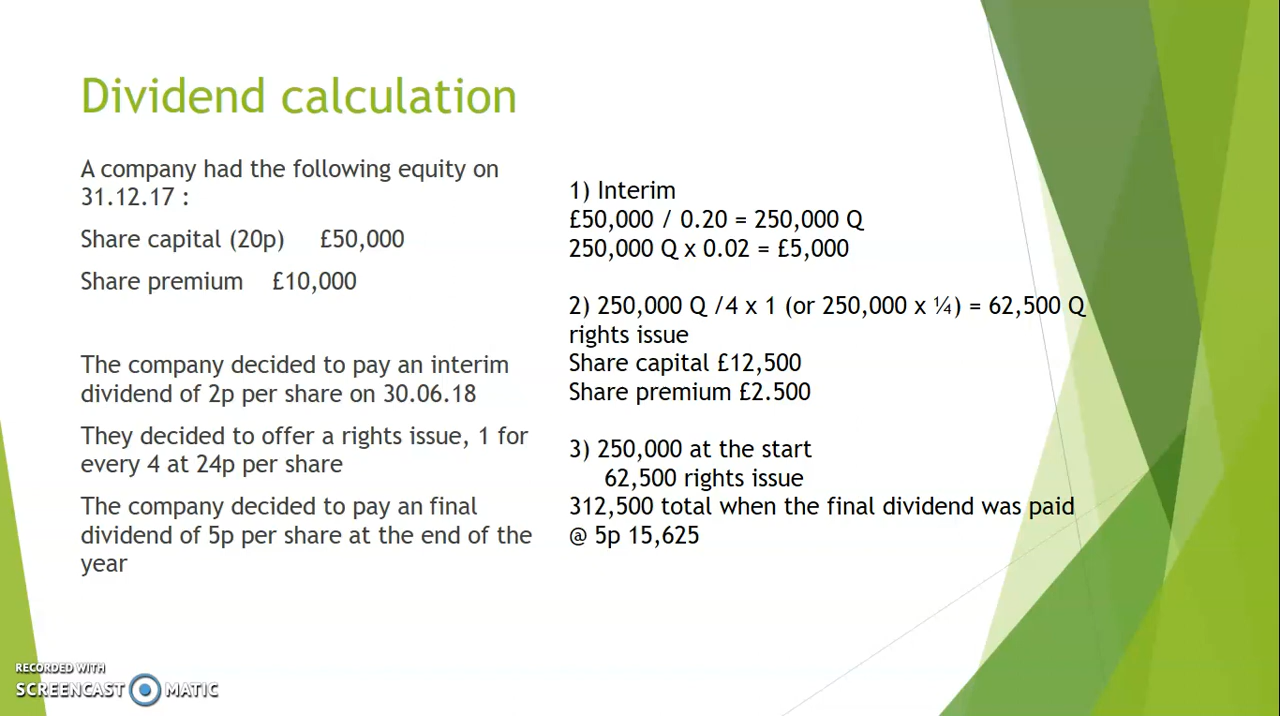 Dividend calculation
A company had the following equity on
31.12.17 :
Share capital (20p) £50,000
Share premium £10,000
The company decided to pay an interim
dividend of 2p per share on 30.06.18
They decided to offer a rights issue, 1 for
every 4 at 24p per share
The company decided to pay an final
dividend of 5p per share at the end of the
year
1) Interim
£50,000 / 0.20 = 250,000 Q
250,000 Q x 0.02 = £5,000
2) 250,000 Q /4 x 1 (or 250,000 x ¼) = 62,500 Q
rights issue
Share capital £12,500
Share premium £2.500
3) 250,000 at the start
62,500 rights issue
312,500 total when the final dividend was paid
@ 5p 15,625
RECORDED WITH
SCREENCAST MATIC